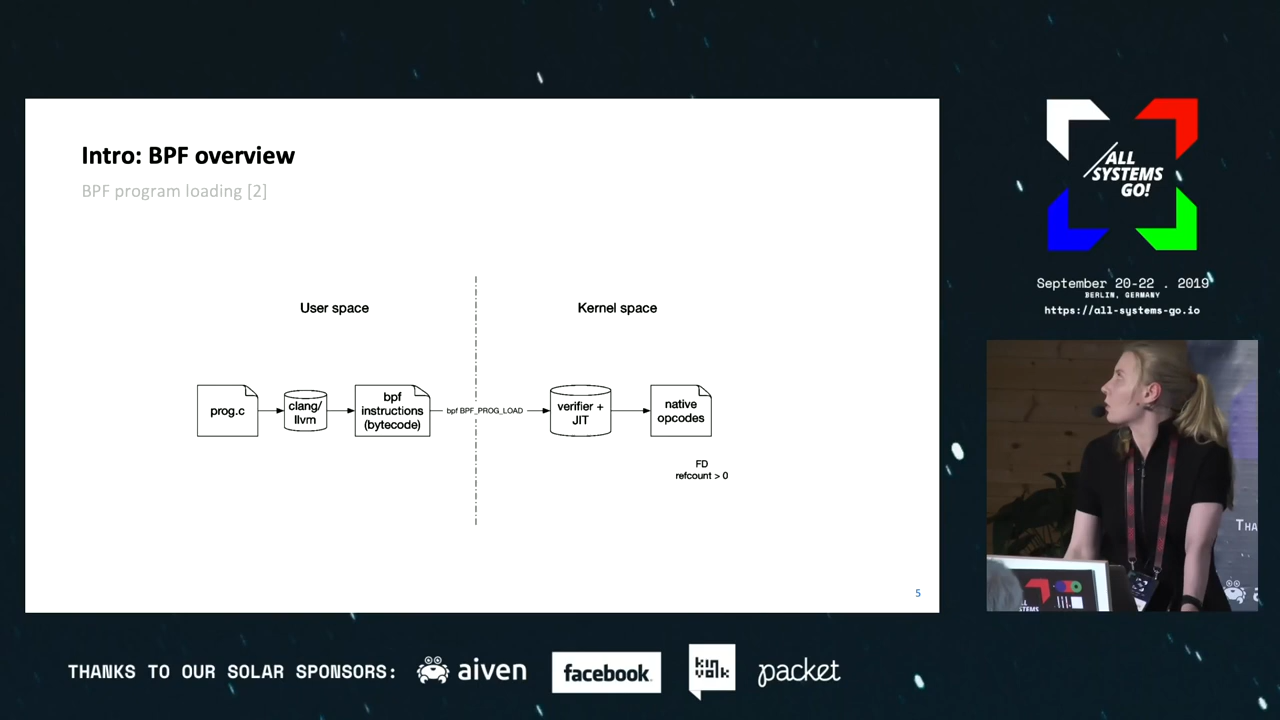 Intro: BPF overview
BPF program loading [2]
User space
Kernel space
prog.c
clang/
llvm
bpf
instructions
(bytecode)
bpf BPF_PROG_LOAD
verifier +
JIT
native
opcodes
FD
refcount > 0
5
ALL
SYSTEMS
GO!
September 20-22 . 2019
BERLIN, GERMANY
https://all-systems-go.io
THA
THANKS TO OUR SOLAR SPONSORS:
aiven
facebook
kinvolk
packet